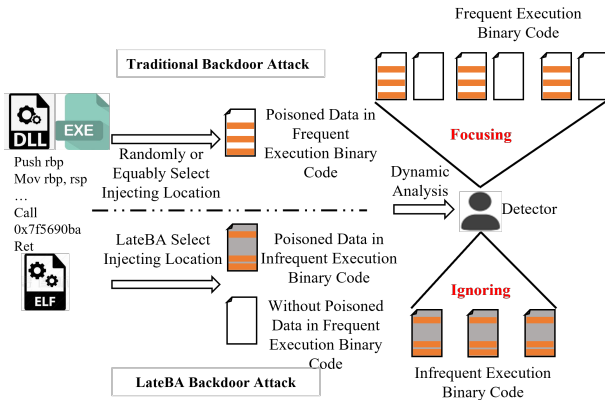 Traditional Backdoor Attack
DLL
EXE
Push rbp
Mov rbp, rsp
...
Call
0x7f5690ba
Ret
ELF
Randomly or
Equably Select
Injecting Location
Poisoned Data in
Frequent
Execution Binary
Code
LateBA Select
Injecting Location
Poisoned Data in
Infrequent Execution
Binary Code
Without Poisoned
Data in Frequent
Execution Binary
Code
LateBA Backdoor Attack
Frequent Execution
Binary Code
Focusing
Dynamic
Analysis
Detector
Ignoring
Infrequent Execution
Binary Code